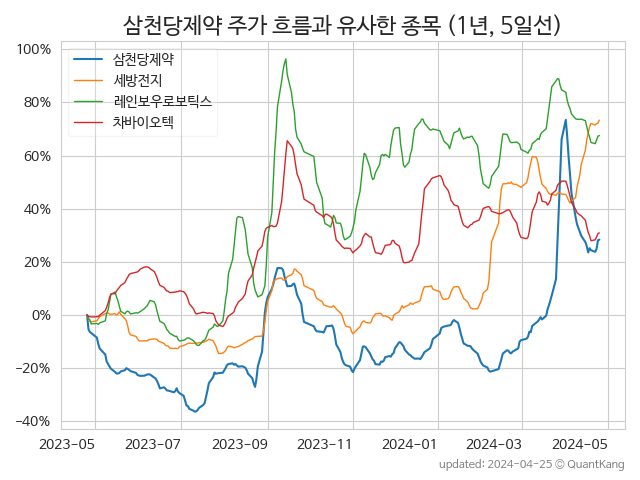 삼천당제약 주가 흐름과 유사한 종목 (1년, 5일선)
100%
80%
60%
40%
20%
0%
−20%
−40%
삼천당제약
세방전지
레인보우로보틱스
차바이오텍
2023-05
2023-07
2023-09
2023-11
2024-01
2024-03
2024-05
updated: 2024-04-25 © QuantKang